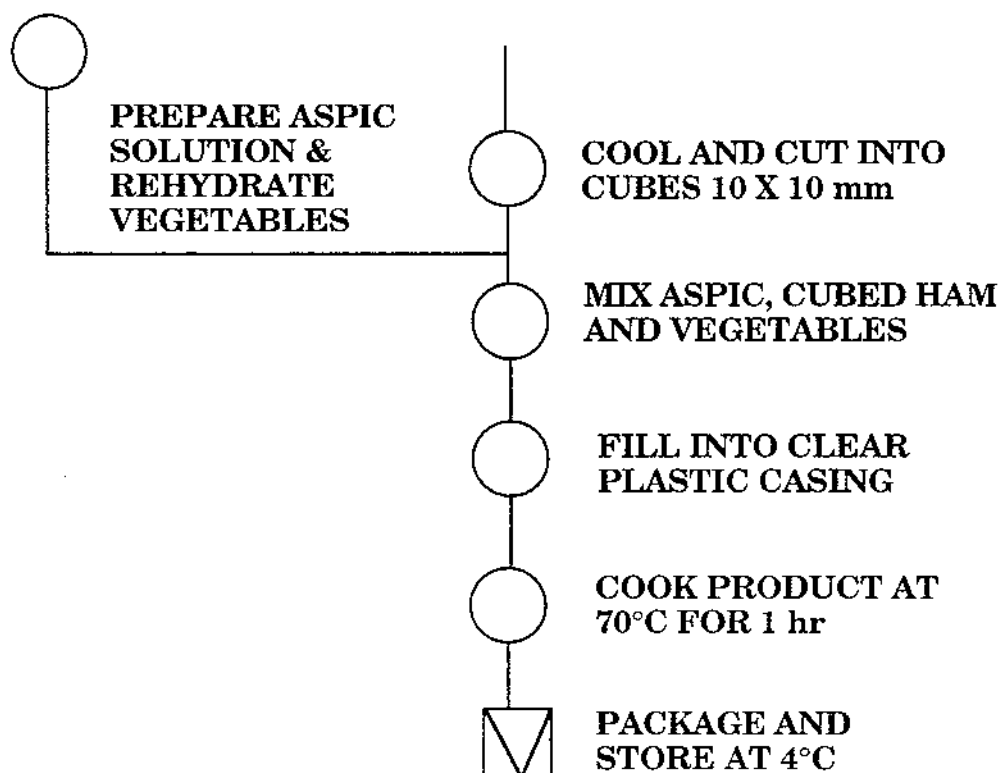 PREPARE ASPIC
SOLUTION &
REHYDRATE
VEGETABLES
COOL AND CUT INTO
CUBES 10 X 10 mm
MIX ASPIC, CUBED HAM
AND VEGETABLES
FILL INTO CLEAR
PLASTIC CASING
COOK PRODUCT AT
70°C FOR 1 hr
PACKAGE AND
STORE AT 4°C